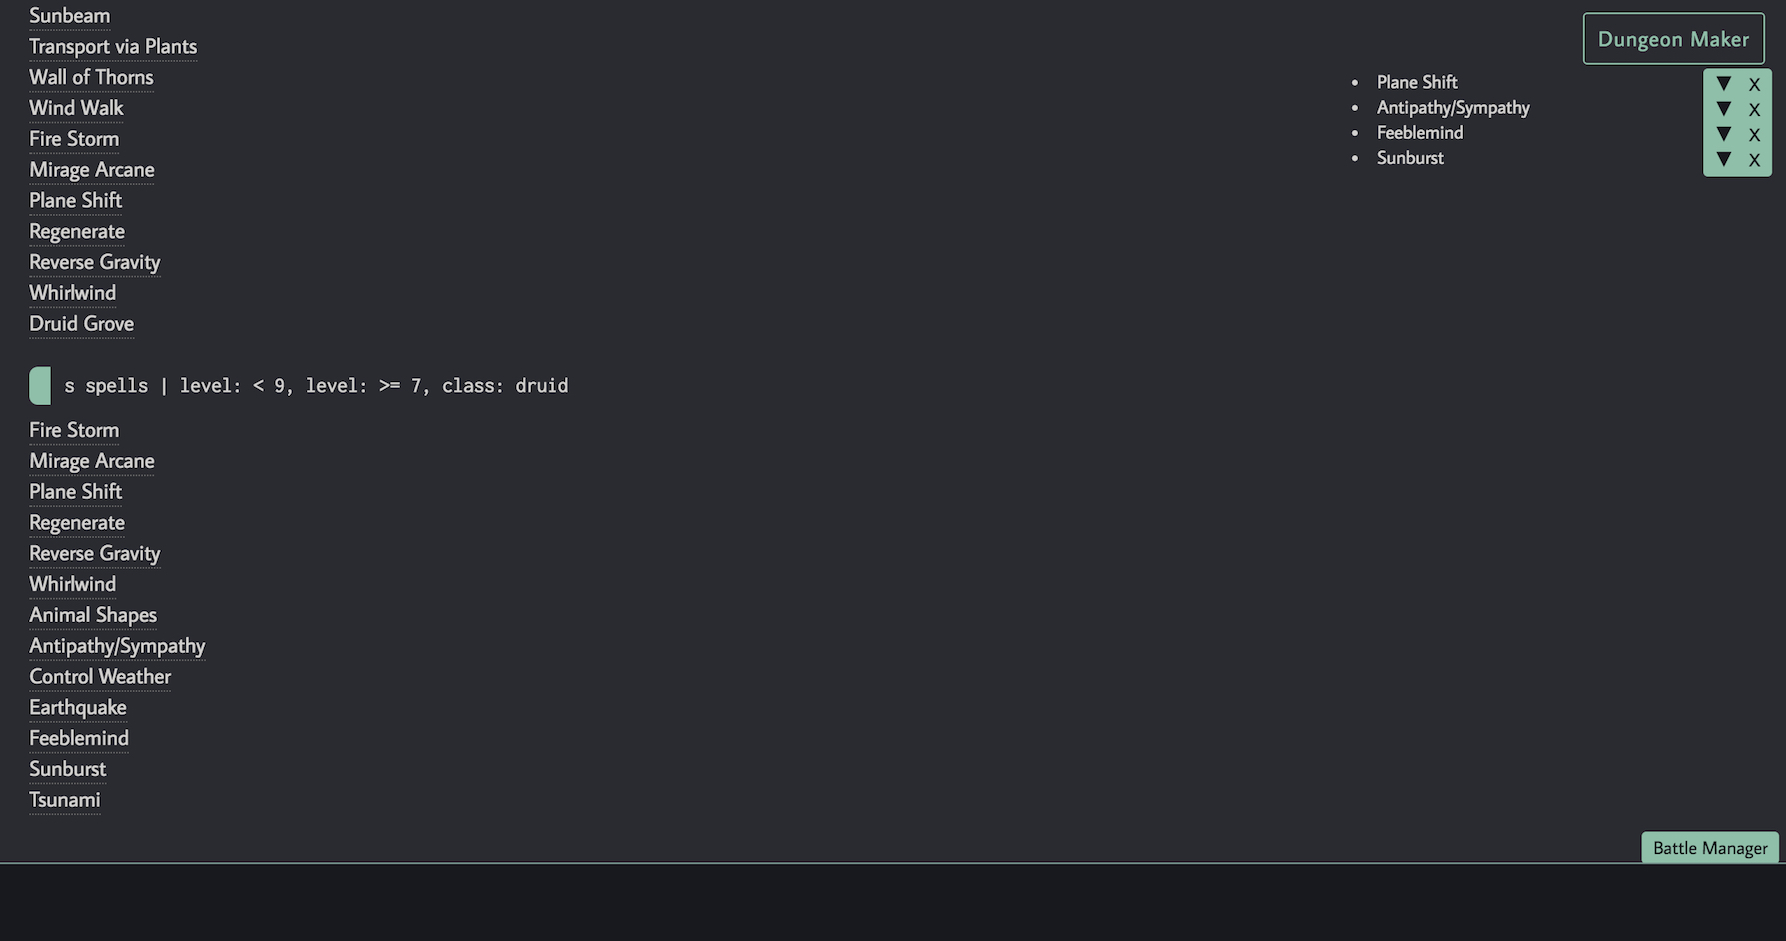 Sunbeam
Transport via Plants
Wall of Thorns
Wind Walk
Fire Storm
Mirage Arcane
Plane Shift
Regenerate
Reverse Gravity
Whirlwind
Druid Grove
s spells | level: < 9, level: >= 7, class: druid
Fire Storm
Mirage Arcane
Plane Shift
Regenerate
Reverse Gravity
Whirlwind
Animal Shapes
Antipathy/Sympathy
Control Weather
Earthquake
Feeblemind
Sunburst
Tsunami
Dungeon Maker
• Plane Shift ▼ X
• Antipathy/Sympathy ▼ X
• Feeblemind ▼ X
• Sunburst ▼ X
Battle Manager